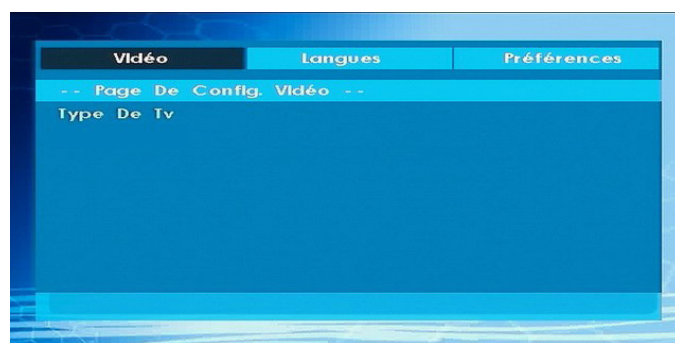 Vidéo Langues Préférences
-- Page De Config. Vidéo --
Type De Tv